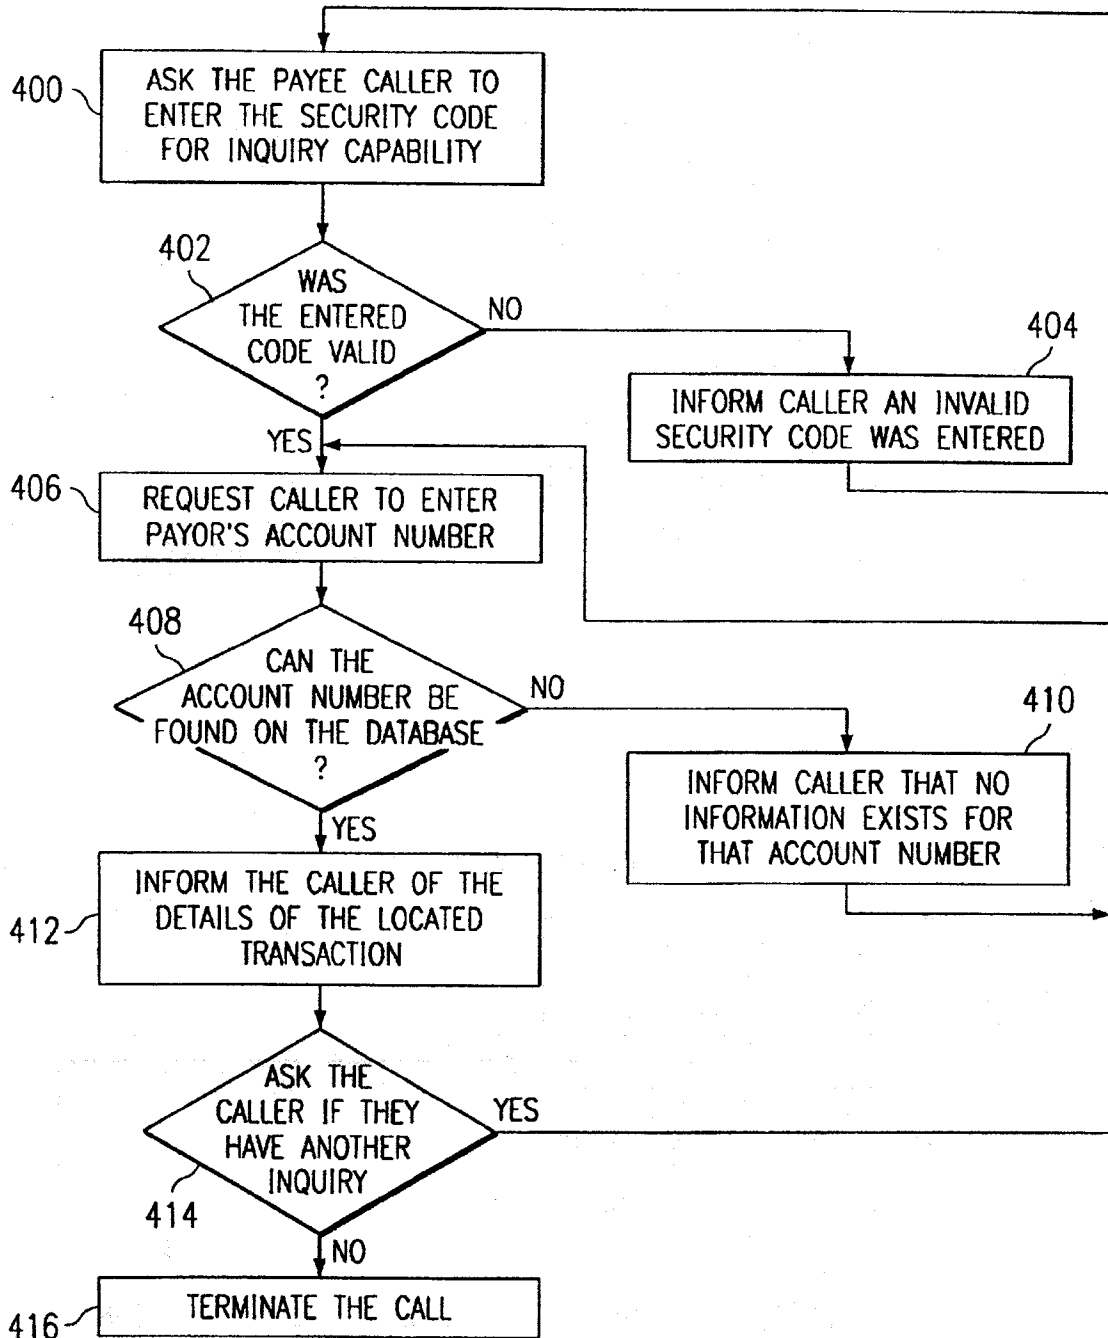 400
ASK THE PAYEE CALLER TO
ENTER THE SECURITY CODE
FOR INQUIRY CAPABILITY
402
WAS
THE ENTERED
CODE VALID
?
NO
YES
404
INFORM CALLER AN INVALID
SECURITY CODE WAS ENTERED
406
REQUEST CALLER TO ENTER
PAYOR'S ACCOUNT NUMBER
408
CAN THE
ACCOUNT NUMBER BE
FOUND ON THE DATABASE
?
NO
YES
410
INFORM CALLER THAT NO
INFORMATION EXISTS FOR
THAT ACCOUNT NUMBER
412
INFORM THE CALLER OF THE
DETAILS OF THE LOCATED
TRANSACTION
ASK THE
CALLER IF THEY
HAVE ANOTHER
INQUIRY
YES
414
NO
416
TERMINATE THE CALL